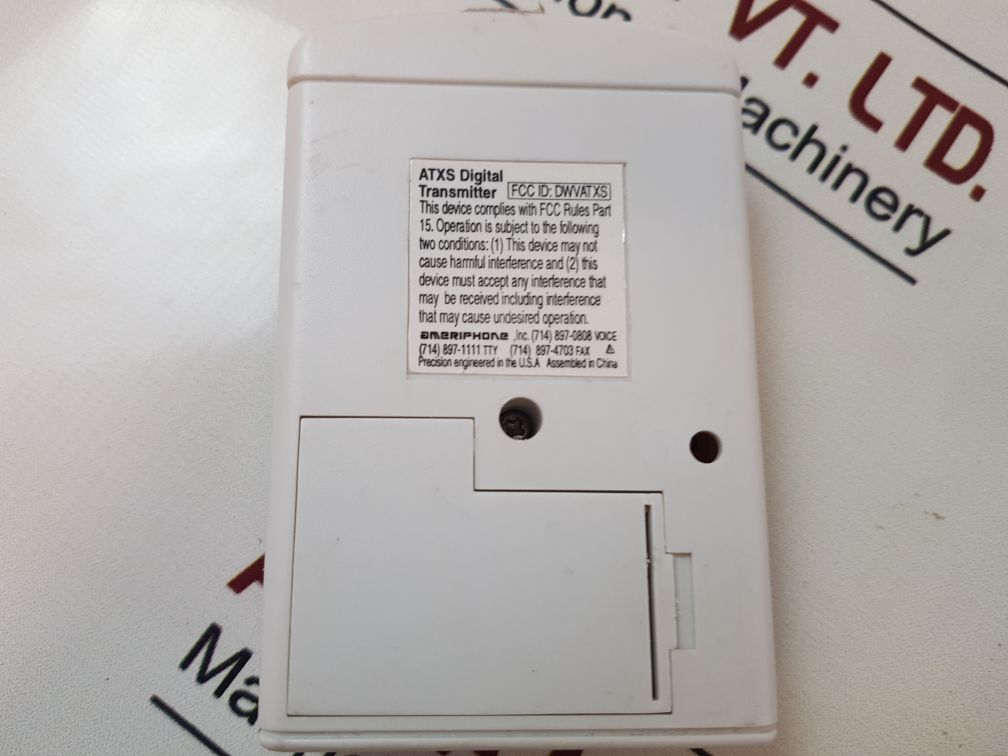 VT. LTD.
achinery
ATXS Digital
Transmitter FCC ID: DWVATXS
This device complies with FCC Rules Part
15. Operation is subject to the following
two conditions: (1) This device may not
cause harmful interference and (2) this
device must accept any interference that
may be received including interference
that may cause undesired operation.
AMERIPHONE ,Inc. (714) 897-0808 VOICE
(714) 897-1111 TTY (714) 897-4703 FAX
Precision engineered in the U.S.A Assembled in China
Ma